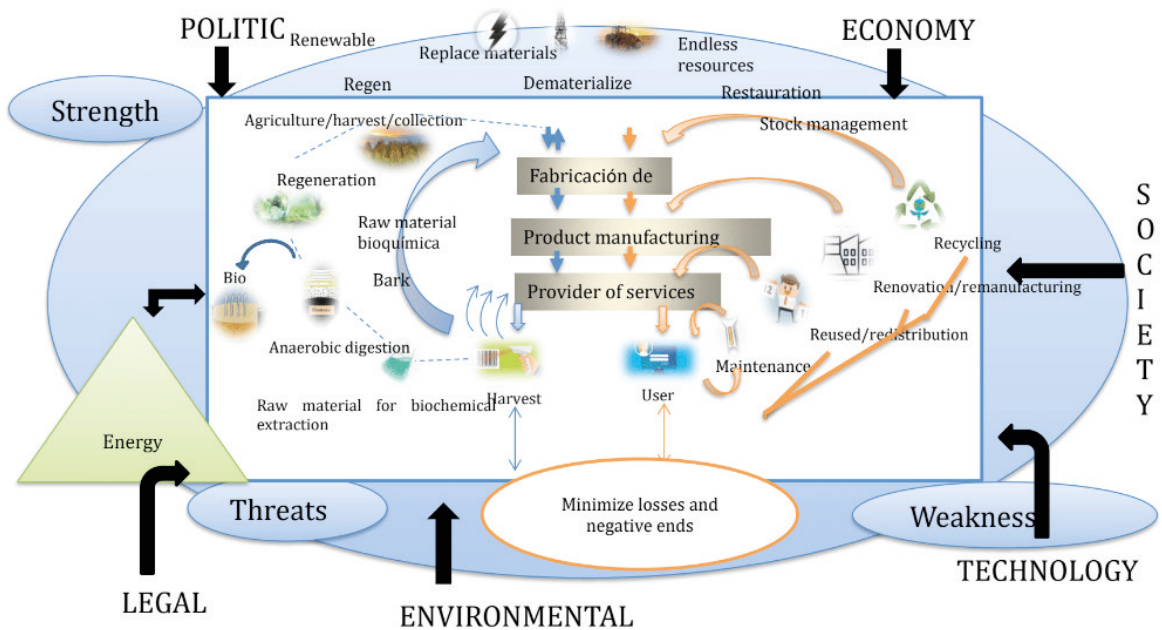 POLITIC
Renewable
Replace materials
Endless
resources
ECONOMY
Strength
Regen
Dematerialize
Restauration
Agriculture/harvest/collection
Stock management
Fabricación de
Regeneration
Raw material
bioquímica
Product manufacturing
Recycling
Bio
Bark
Provider of services
Renovation/remanufacturing
Anaerobic digestion
Reused/redistribution
Maintenance
Raw material for biochemical
extraction
Harvest
User
SOCIETY
Energy
Threats
Minimize losses and
negative ends
Weakness
LEGAL
ENVIRONMENTAL
TECHNOLOGY